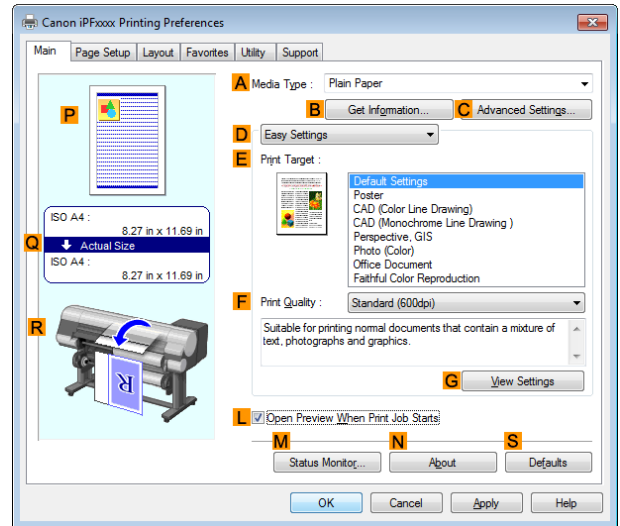 Canon iPFxxxx Printing Preferences
Main Page Setup Layout Favorites Utility Support
A Media Type : Plain Paper
B Get Information... C Advanced Settings...
D Easy Settings
E Print Target :
Default Settings
Poster
CAD (Color Line Drawing)
CAD (Monochrome Line Drawing )
Perspective, GIS
Photo (Color)
Office Document
Faithful Color Reproduction
F Print Quality : Standard (600dpi)
Suitable for printing normal documents that contain a mixture of
text, photographs and graphics.
G View Settings
L Open Preview When Print Job Starts
M N S
Status Monitor... About Defaults
P
ISO A4 :
8.27 in x 11.69 in
Q Actual Size
ISO A4 :
8.27 in x 11.69 in
R
R
OK Cancel Apply Help